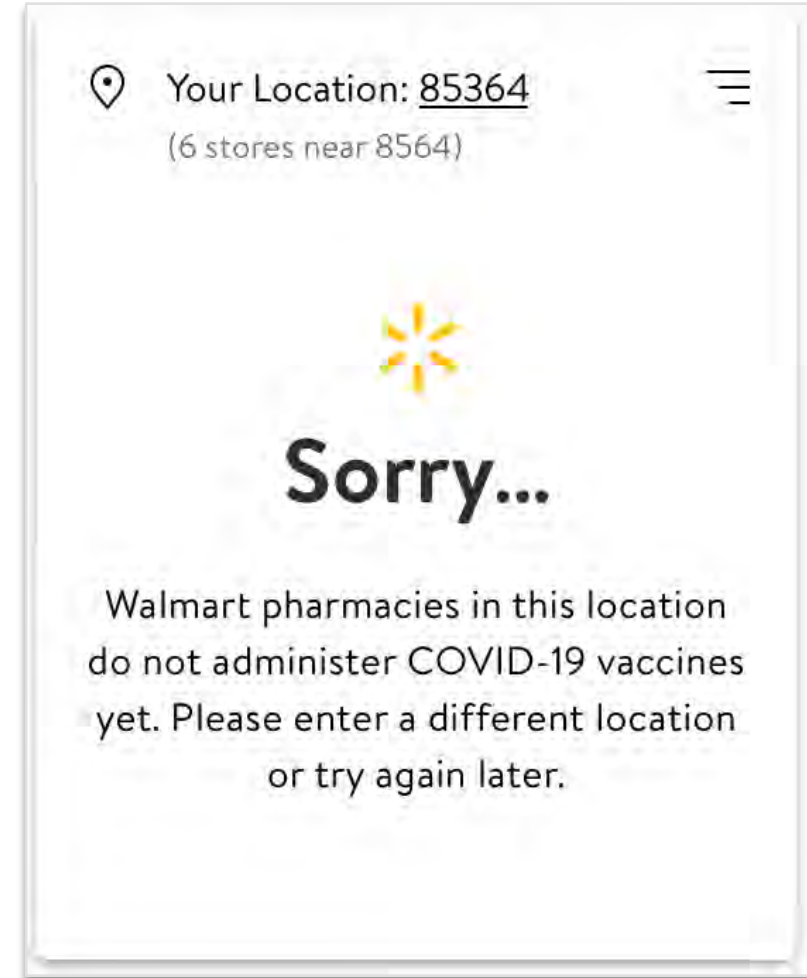 Your Location: 85364
(6 stores near 8564)
Sorry...
Walmart pharmacies in this location
do not administer COVID-19 vaccines
yet. Please enter a different location
or try again later.